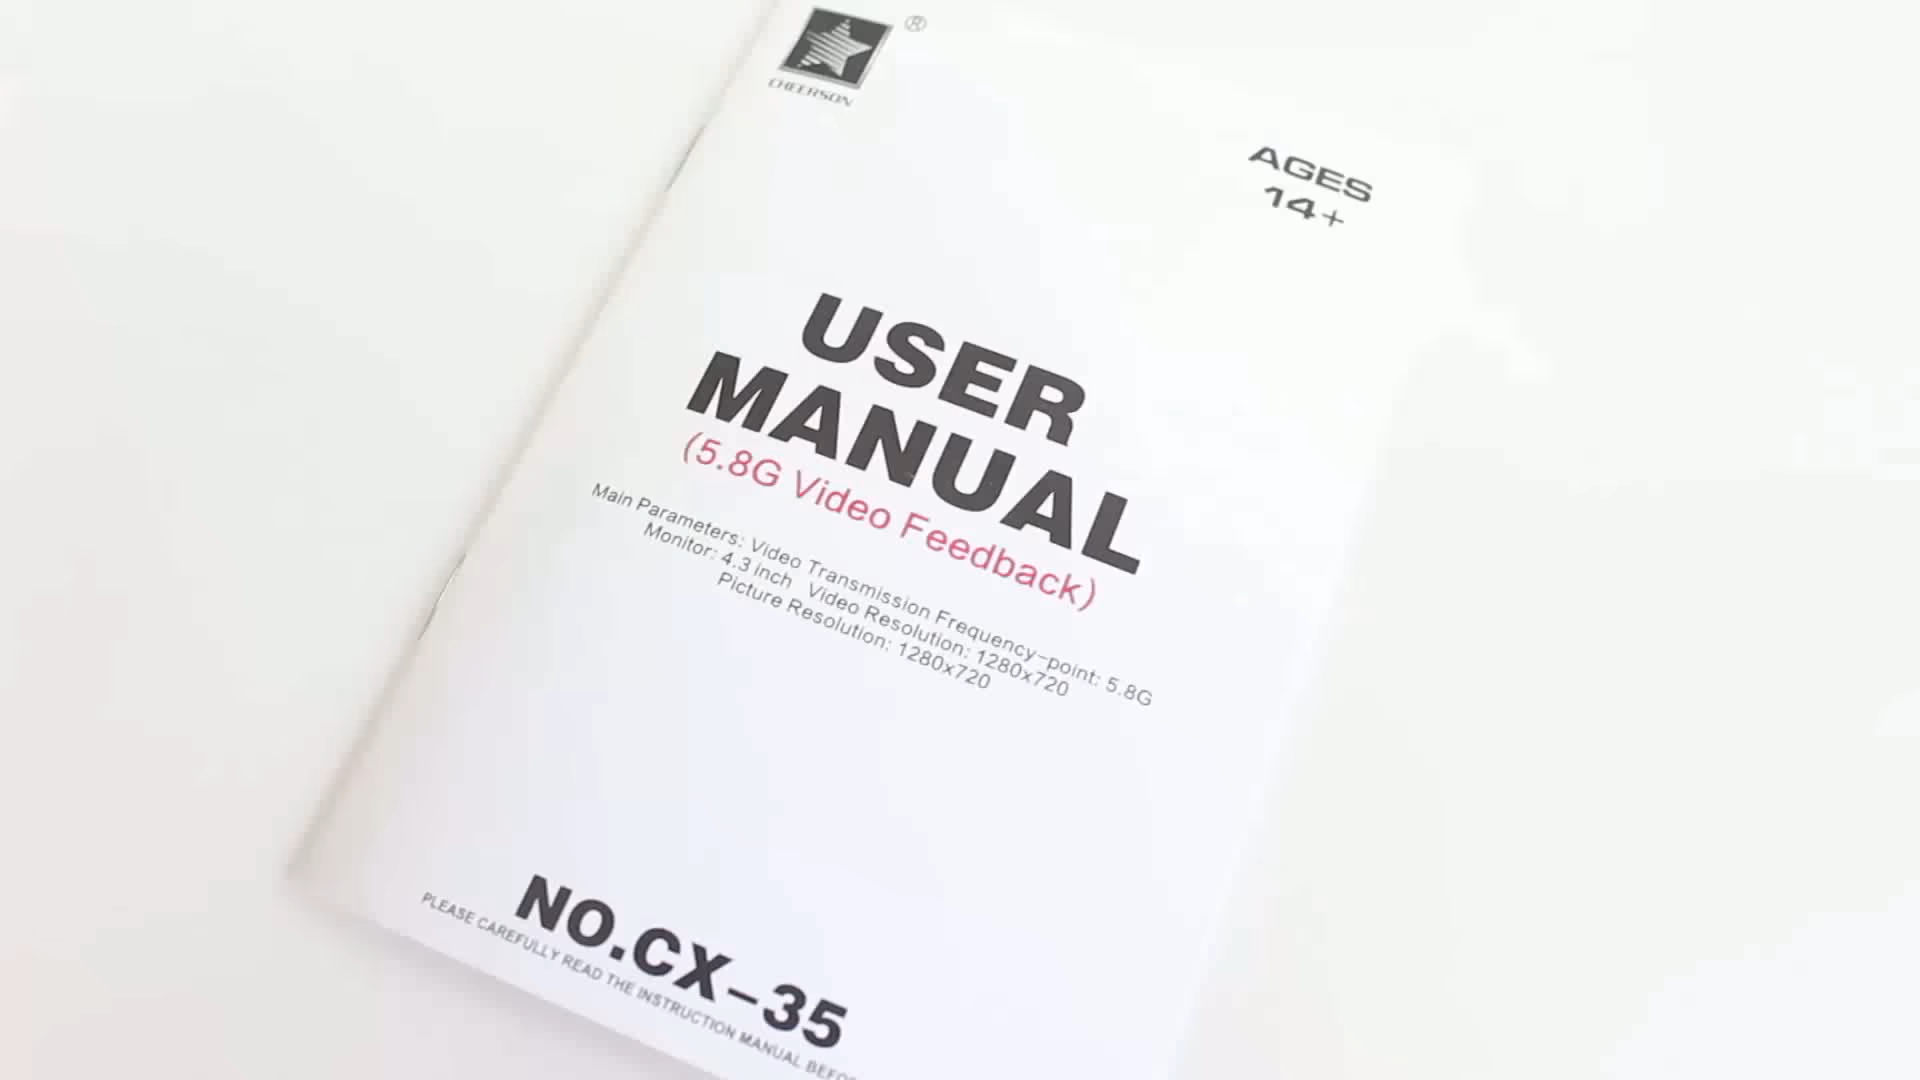 ®
CHEERSON
AGES
14+
USER
MANUAL
(5.8G Video Feedback)
Main Parameters: Video Transmission Frequency-point: 5.8G
Monitor: 4.3 inch Video Resolution: 1280x720
Picture Resolution: 1280x720
NO.CX-35
PLEASE CAREFULLY READ THE INSTRUCTION MANUAL